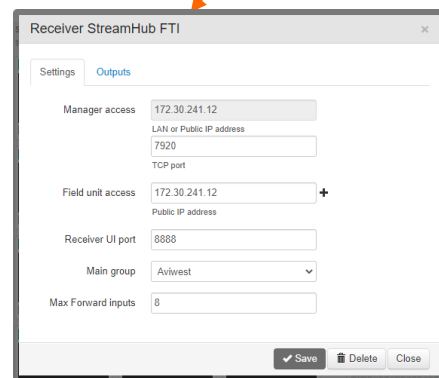 Receiver StreamHub FTI ×
Settings Outputs
Manager access 172.30.241.12
LAN or Public IP address
7920
TCP port
Field unit access 172.30.241.12 +
Public IP address
Receiver UI port 8888
Main group Aviwest
Max Forward inputs 8
Save Delete Close